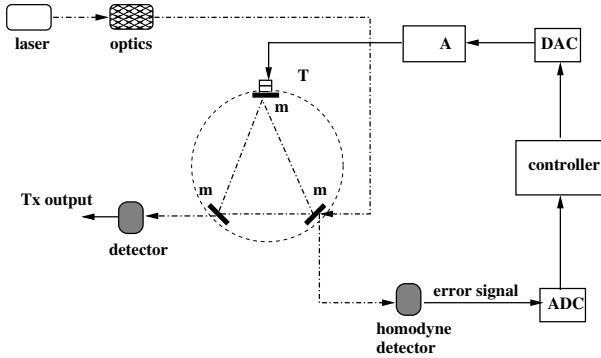 laser
optics
T
A
DAC
m
controller
m
m
Tx output
detector
error signal
ADC
homodyne
detector